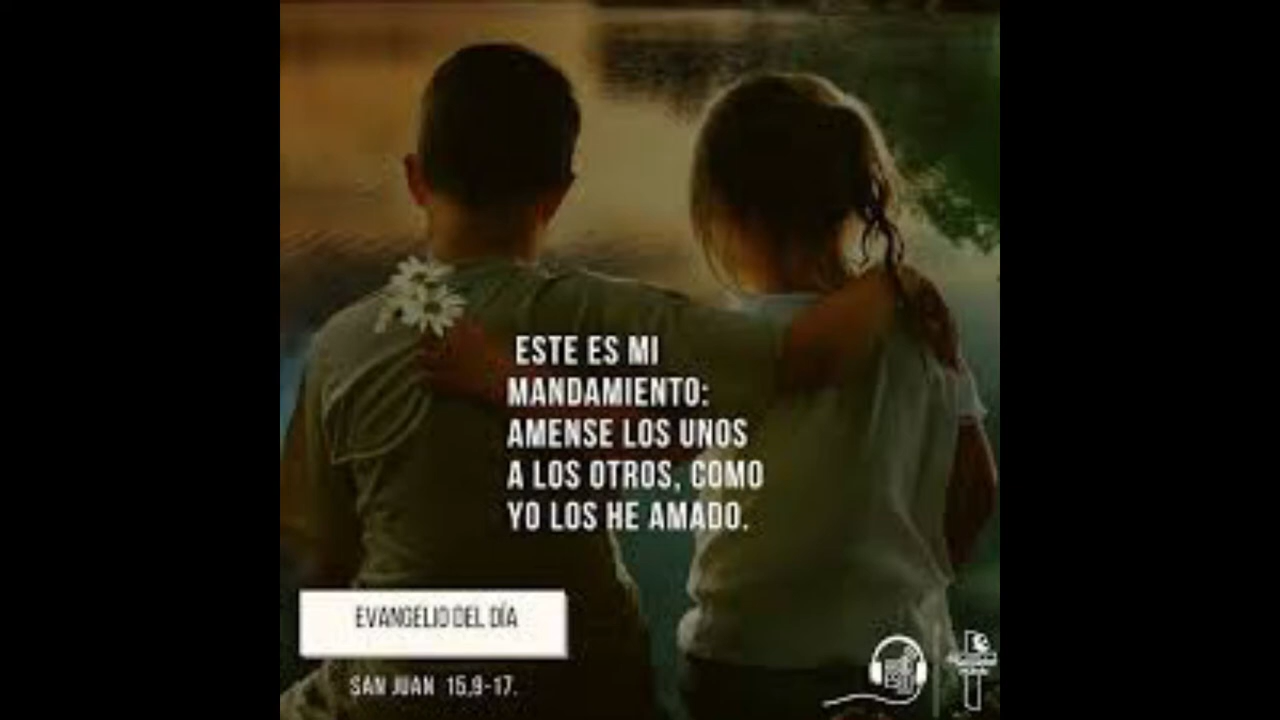 ESTE ES MI
MANDAMIENTO:
AMENSE LOS UNOS
A LOS OTROS, COMO
YO LOS HE AMADO.
EVANGELIO DEL DÍA
SAN JUAN 15,9-17.